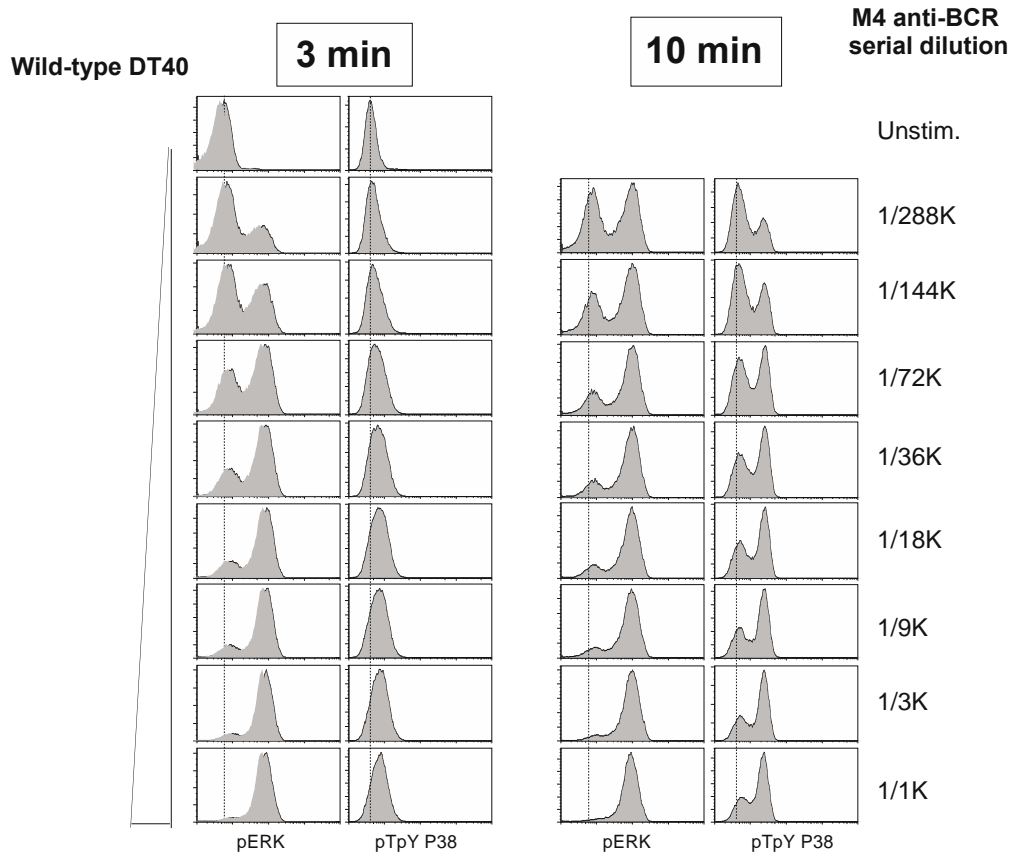 M4 anti-BCR
serial dilution
3 min
10 min
Wild-type DT40
Unstim.
1/288K
1/144K
1/72K
1/36K
1/18K
1/9K
1/3K
1/1K
pERK
pTpY P38
pERK
pTpY P38